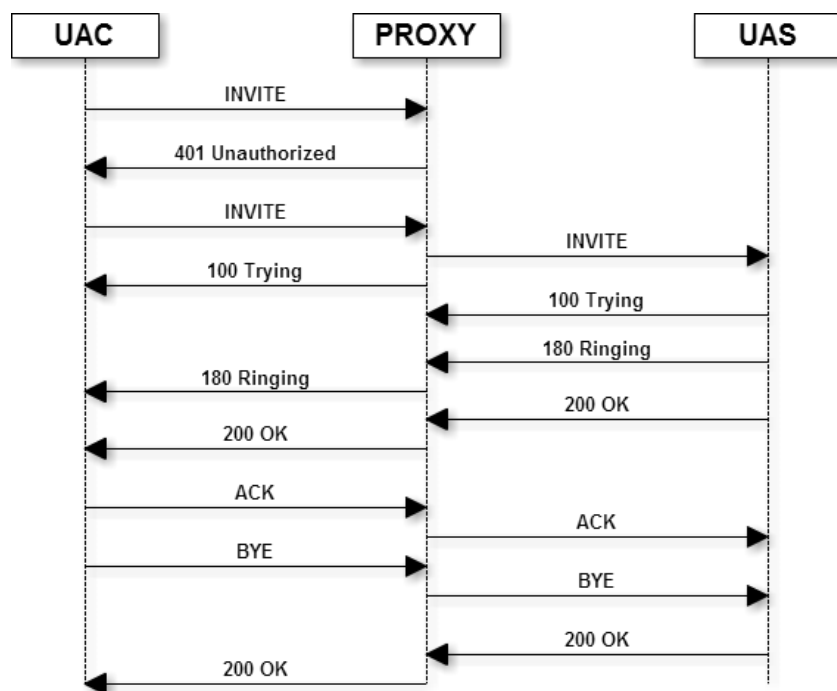 UAC PROXY UAS
INVITE
401 Unauthorized
INVITE
INVITE
100 Trying
100 Trying
180 Ringing
180 Ringing
200 OK
200 OK
ACK
ACK
BYE
BYE
200 OK
200 OK